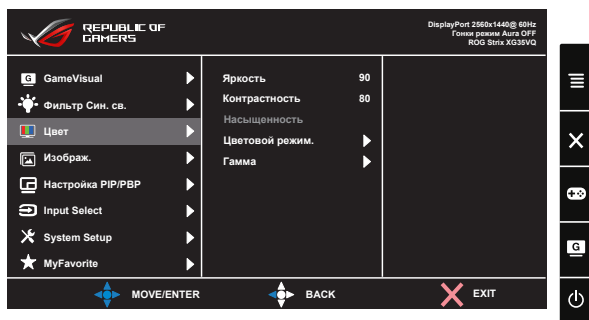 REPUBLIC OF
GAMERS
DisplayPort 2560x1440@ 60Hz
Гонки режим Aura OFF
ROG Strix XG35VQ
G GameVisual
Фильтр Син. св.
Цвет
Изображ.
Настройка PIP/PBP
Input Select
System Setup
MyFavorite
Яркость 90
Контрастность 80
Насыщенность
Цветовой режим.
Гамма
MOVE/ENTER BACK EXIT
G